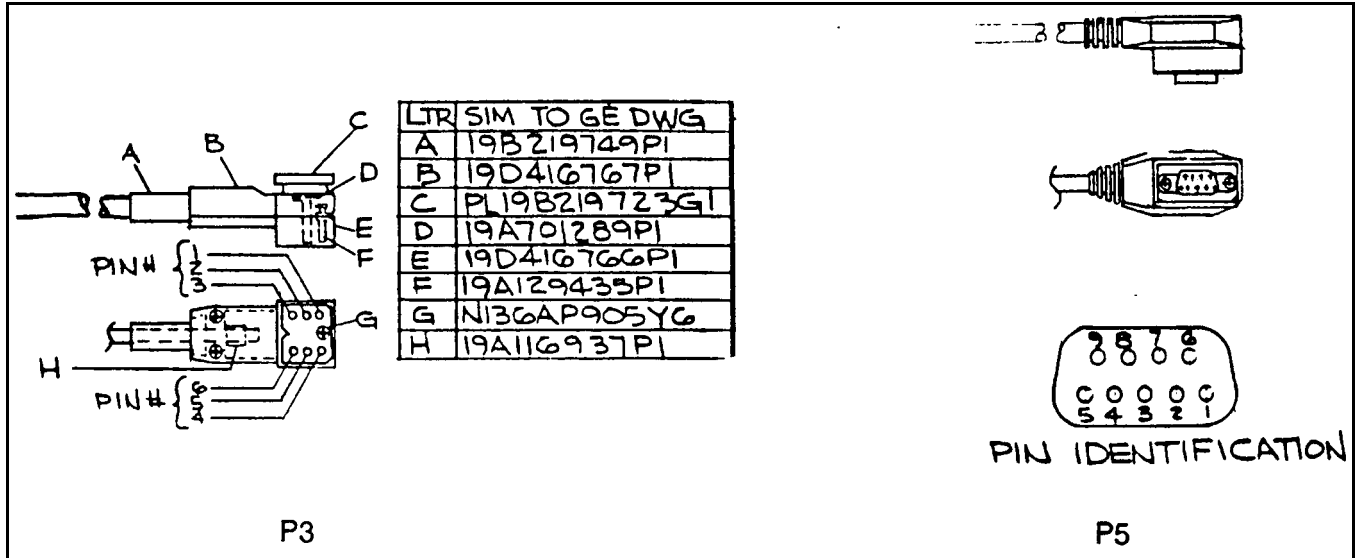 C
D
E
F
B
A
PIN# { 1
2
3
G
H
PIN# { 6
5
4
LTR SIM TO GE DWG
A 19B219749P1
B 19D416767P1
C PL19B219723G1
D 19A701289P1
E 19D416766P1
F 19A129435P1
G N136AP905Y6
H 19A116937P1
P3
9 8 7 6
5 4 3 2 1
PIN IDENTIFICATION
P5